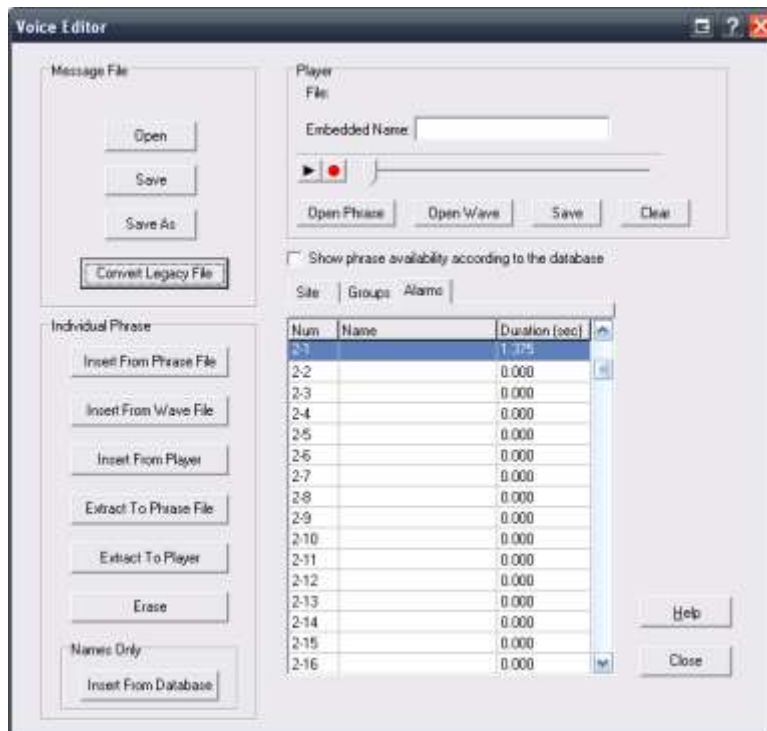 Voice Editor
Message File
Open
Save
Save As
Convert Legacy File
Individual Phrase
Insert From Phrase File
Insert From Wave File
Insert From Player
Extract To Phrase File
Extract To Player
Erase
Names Only
Insert From Database
Player
File:
Embedded Name:
Open Phrase Open Wave Save Clear
Show phrase availability according to the database
Site Groups Alarms
Num Name Duration (sec)
2-1 1.375
2-2 0.000
2-3 0.000
2-4 0.000
2-5 0.000
2-6 0.000
2-7 0.000
2-8 0.000
2-9 0.000
2-10 0.000
2-11 0.000
2-12 0.000
2-13 0.000
2-14 0.000
2-15 0.000
2-16 0.000
Help
Close